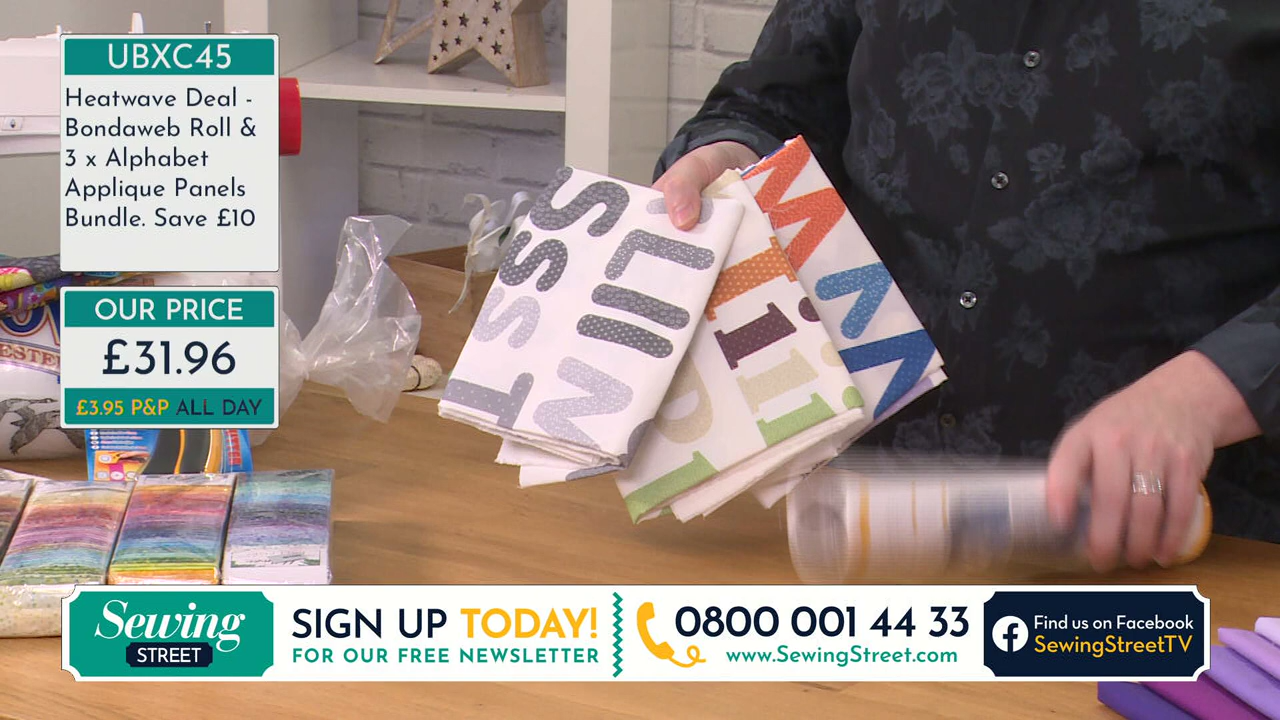 UBXC45
Heatwave Deal -
Bondaweb Roll &
3 x Alphabet
Applique Panels
Bundle. Save £10
OUR PRICE
£31.96
£3.95 P&P ALL DAY
Sewing
STREET
SIGN UP TODAY!
FOR OUR FREE NEWSLETTER
0800 001 44 33
www.SewingStreet.com
Find us on Facebook
SewingStreetTV